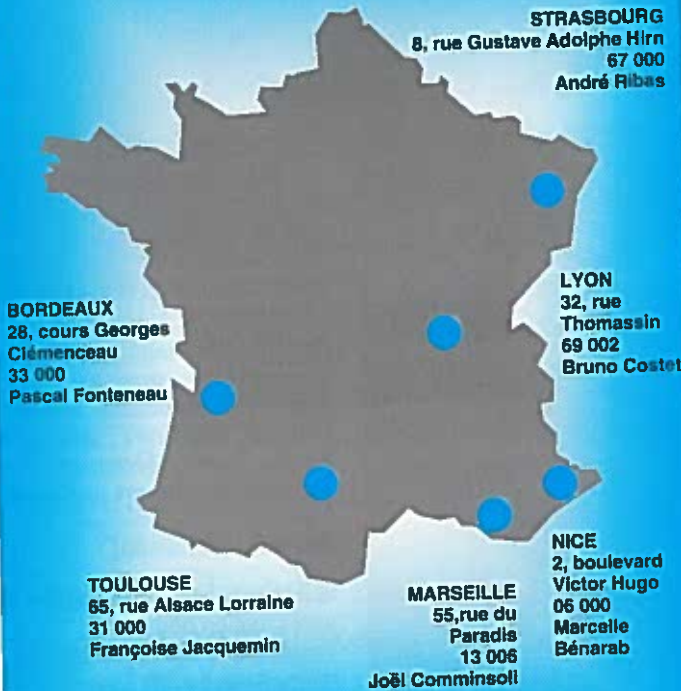 STRASBOURG
8, rue Gustave Adolphe Hirn
67 000
André Ribas
LYON
32, rue
Thomassin
69 002
Bruno Costet
BORDEAUX
28, cours Georges
Clémenceau
33 000
Pascal Fonteneau
NICE
2, boulevard
Victor Hugo
06 000
Marcelle
Bénarab
TOULOUSE
65, rue Alsace Lorraine
31 000
Françoise Jacquemin
MARSEILLE
55,rue du
Paradis
13 006
Joël Comminsoli